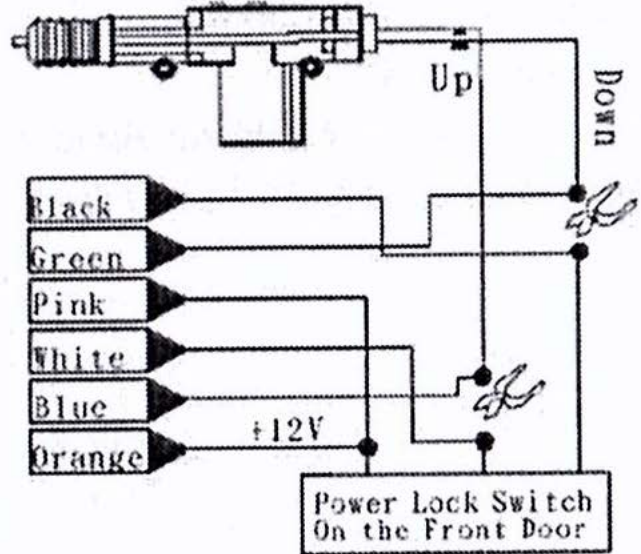 Up
Down
Black
Green
Pink
White
Blue
Orange
+12V
Power Lock Switch
On the Front Door